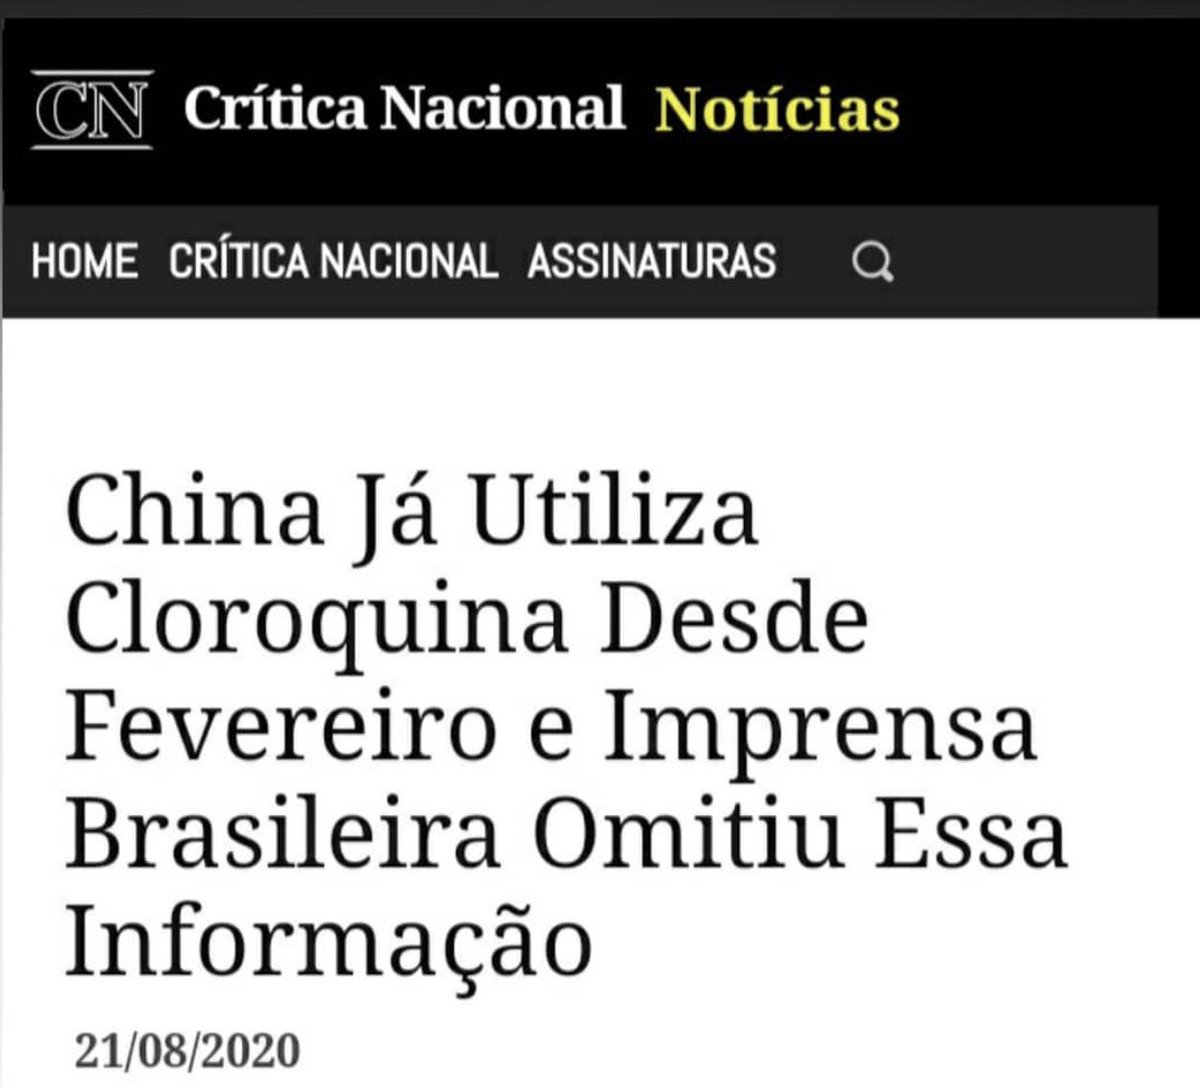 CN Crítica Nacional Notícias
HOME CRÍTICA NACIONAL ASSINATURAS
China Já Utiliza
Cloroquina Desde
Fevereiro e Imprensa
Brasileira Omitiu Essa
Informação
21/08/2020